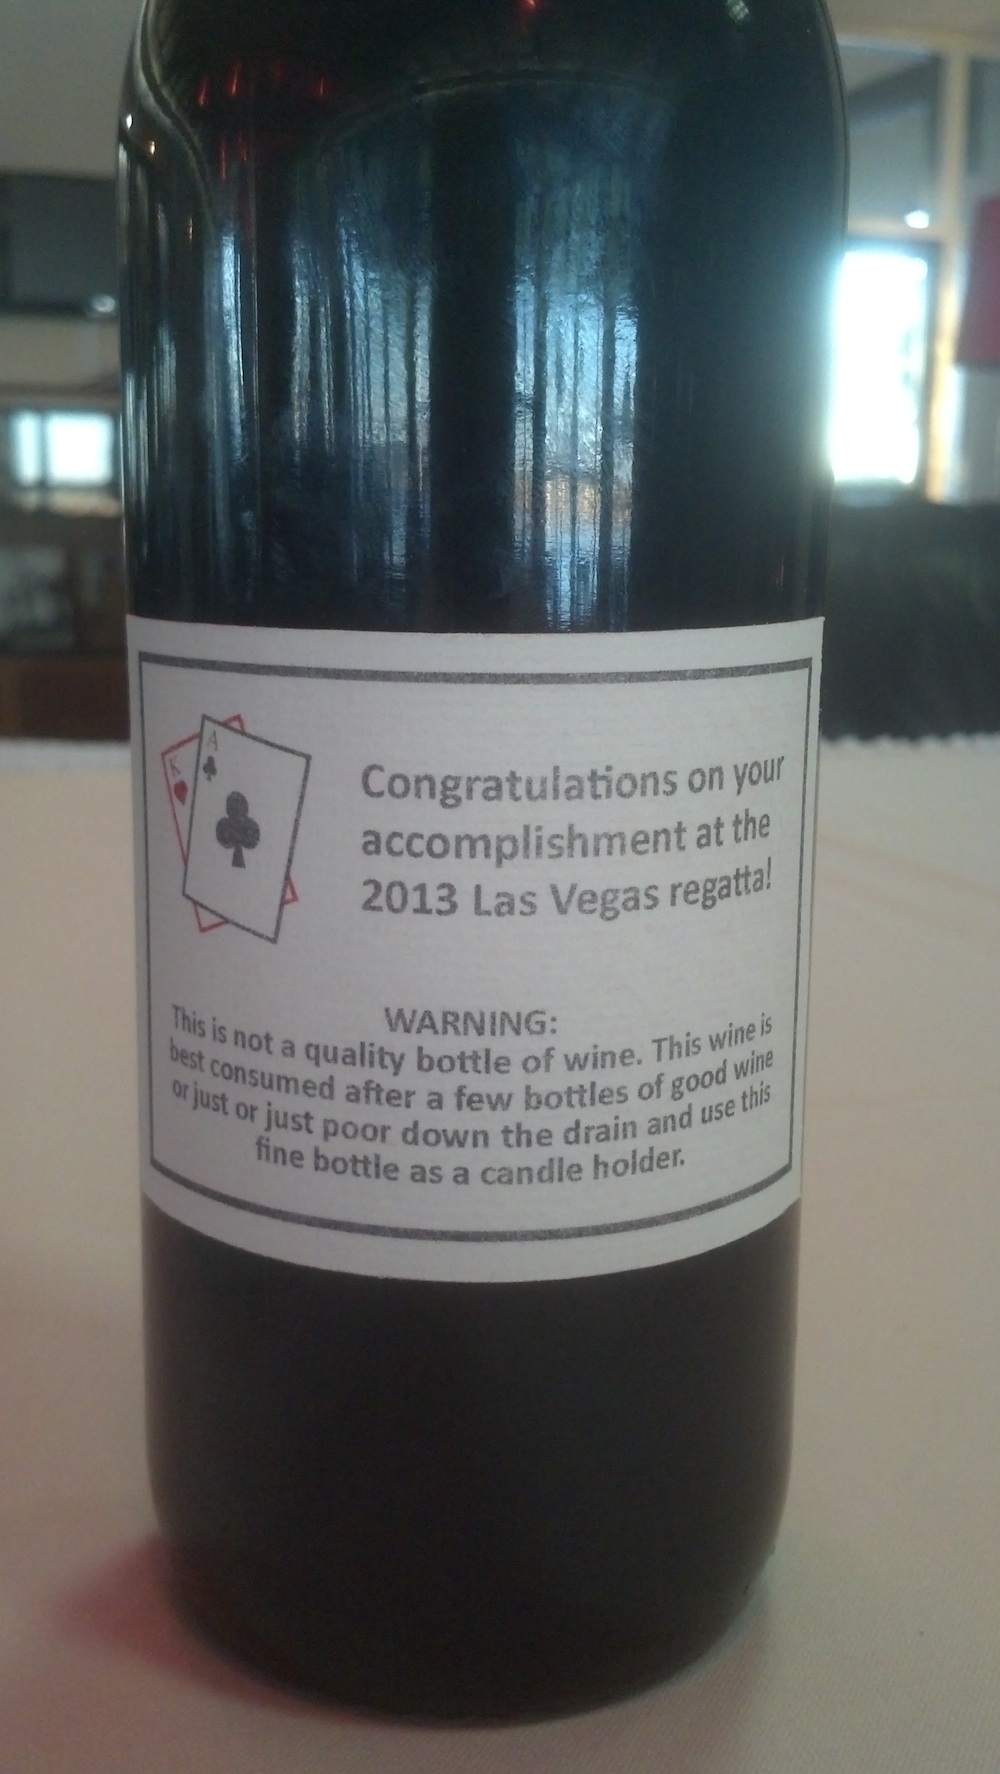 A
K
Congratulations on your
accomplishment at the
2013 Las Vegas regatta!
WARNING:
This is not a quality bottle of wine. This wine is
best consumed after a few bottles of good wine
or just or just poor down the drain and use this
fine bottle as a candle holder.